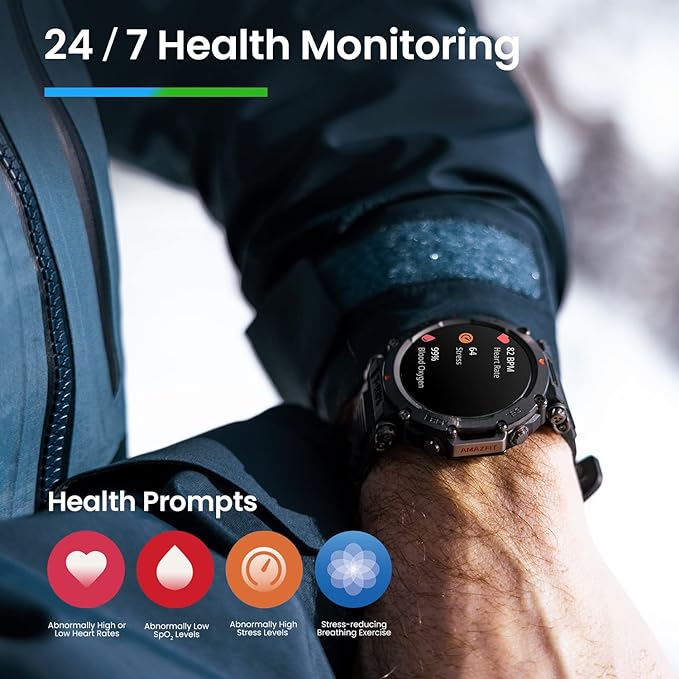 24 / 7 Health Monitoring
82 BPM
Heart Rate
64
Stress
99%
Blood Oxygen
AMAZFIT
Health Prompts
Abnormally High or
Low Heart Rates
Abnormally Low
SpO₂ Levels
Abnormally High
Stress Levels
Stress-reducing
Breathing Exercise